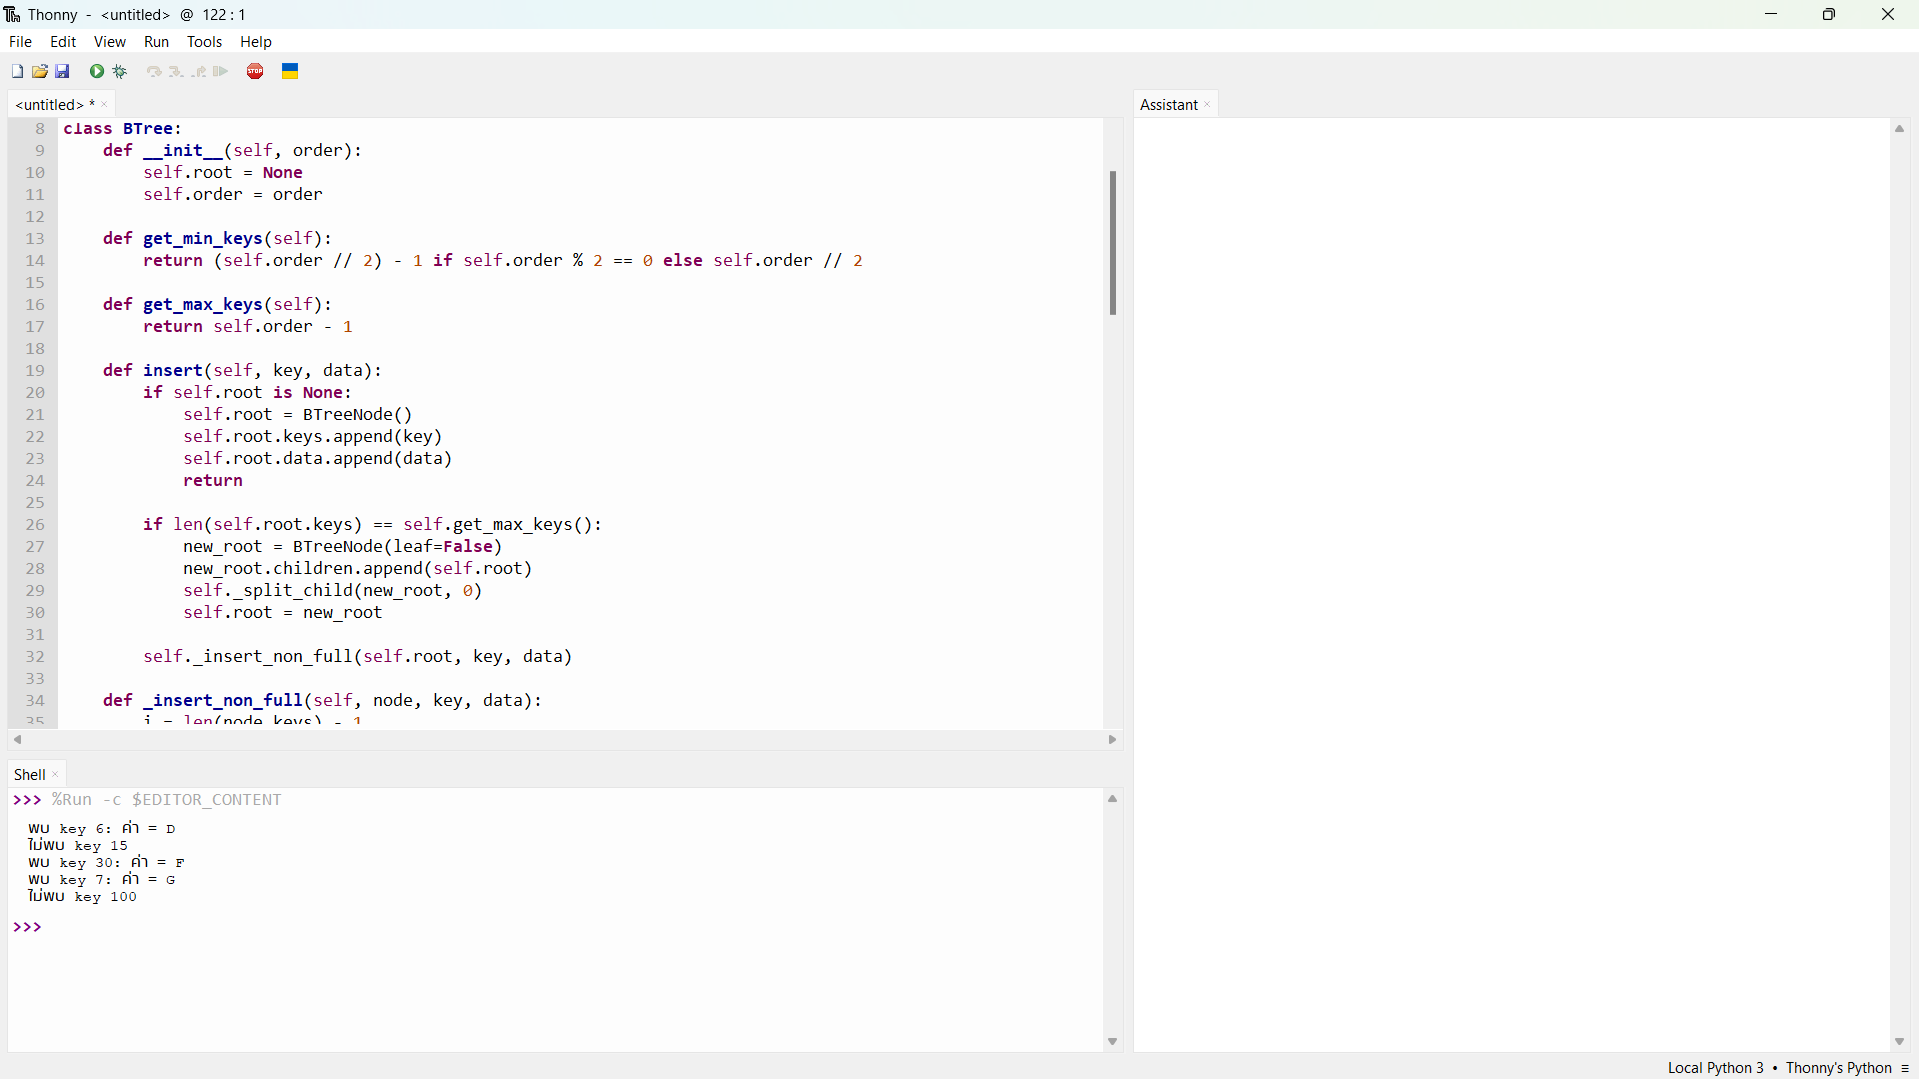 Thonny - <untitled> @ 122 : 1
File Edit View Run Tools Help
STOP
<untitled> *
Assistant
8 class BTree:
9     def __init__(self, order):
10         self.root = None
11         self.order = order
12
13     def get_min_keys(self):
14         return (self.order // 2) - 1 if self.order % 2 == 0 else self.order // 2
15
16     def get_max_keys(self):
17         return self.order - 1
18
19     def insert(self, key, data):
20         if self.root is None:
21             self.root = BTreeNode()
22             self.root.keys.append(key)
23             self.root.data.append(data)
24             return
25
26         if len(self.root.keys) == self.get_max_keys():
27             new_root = BTreeNode(leaf=False)
28             new_root.children.append(self.root)
29             self._split_child(new_root, 0)
30             self.root = new_root
31
32         self._insert_non_full(self.root, key, data)
33
34     def _insert_non_full(self, node, key, data):
35         i = len(node.keys) - 1
Shell
>>> %Run -c $EDITOR_CONTENT
พบ key 6: ค่า = D
ไม่พบ key 15
พบ key 30: ค่า = F
พบ key 7: ค่า = G
ไม่พบ key 100
>>>
Local Python 3 • Thonny's Python ≡